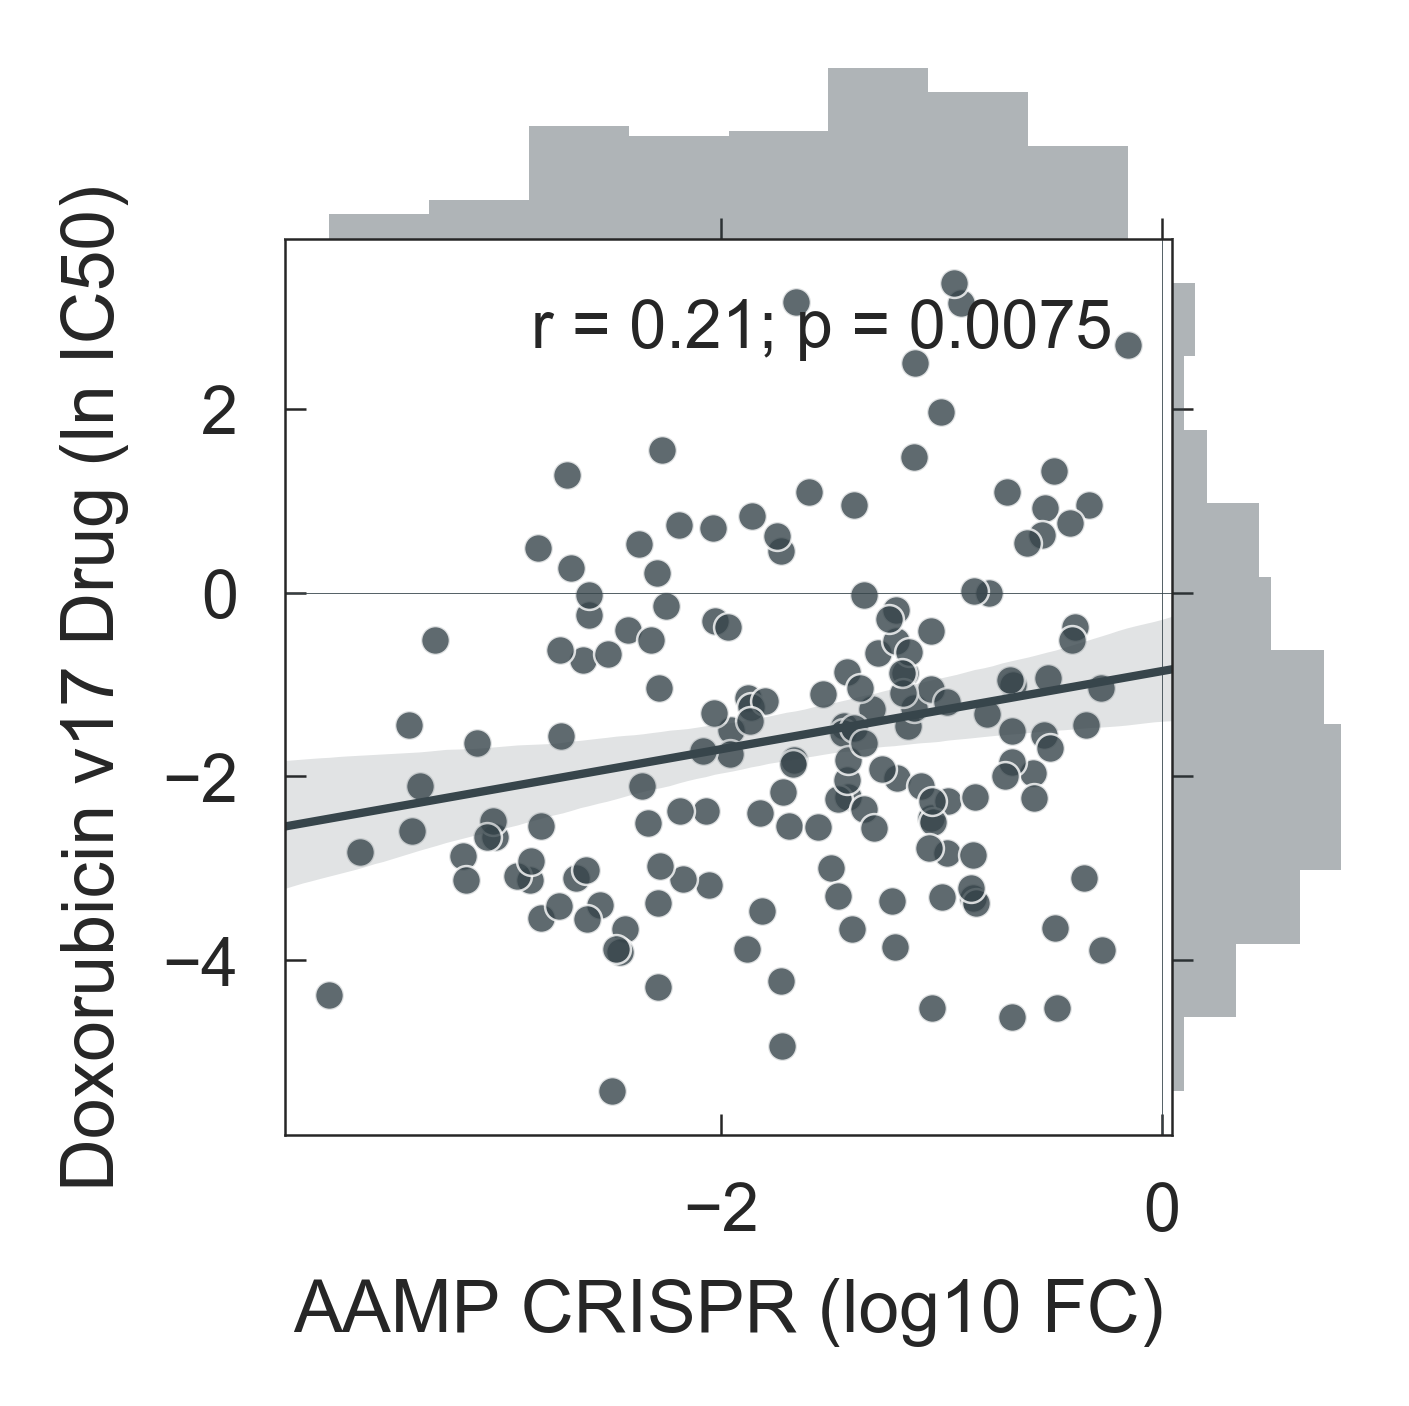 r = 0.21; p = 0.0075
Doxorubicin v17 Drug (ln IC50)
2
0
−2
−4
−2 0
AAMP CRISPR (log10 FC)